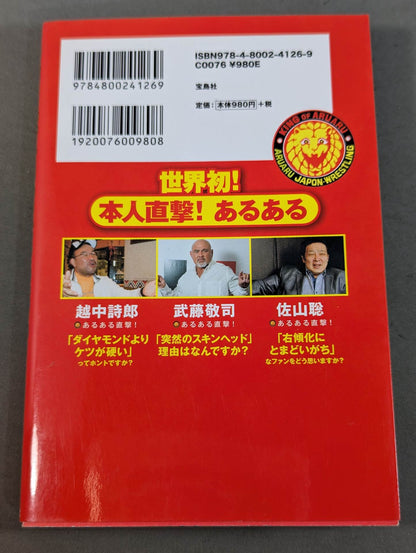 ISBN978-4-8002-4126-9
C0076 ¥980E
9784800241269
宝島社
定価：本体980円+税
1920076009808
KING OF ARUARU
ARUARU JAPON-WRESTLING
世界初！
本人直撃！ あるある
越中詩郎
のあるある直撃！
「ダイヤモンドより
ケツが硬い」
ってホントですか？
武藤敬司
のあるある直撃！
「突然のスキンヘッド」
理由はなんですか？
佐山聡
のあるある直撃！
「右傾化に
とまどいがち」
なファンをどう思いますか？